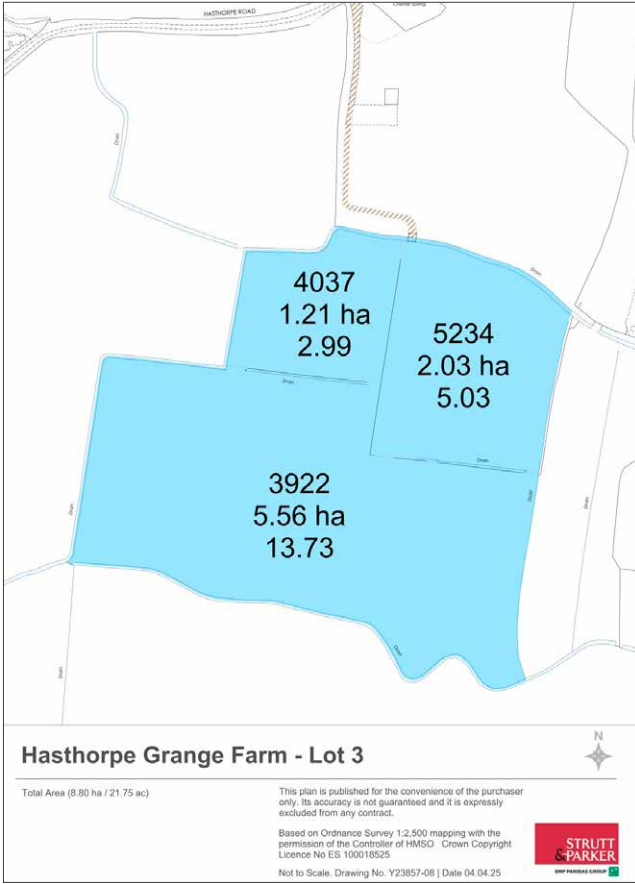 HASTHORPE ROAD
Chantel Spring
Drain
Drain
4037
1.21 ha
2.99
5234
2.03 ha
5.03
Drain
Drain
3922
5.56 ha
13.73
Drain
Drain
Drain
Drain
Drain
Hasthorpe Grange Farm - Lot 3
N
Total Area (8.80 ha / 21.75 ac)
This plan is published for the convenience of the purchaser
only. Its accuracy is not guaranteed and it is expressly
excluded from any contract.
Based on Ordnance Survey 1:2,500 mapping with the
permission of the Controller of HMSO Crown Copyright
Licence No ES 100018525
Not to Scale. Drawing No. Y23857-08 | Date 04.04.25
STRUTT
&PARKER
BNP PARIBAS GROUP